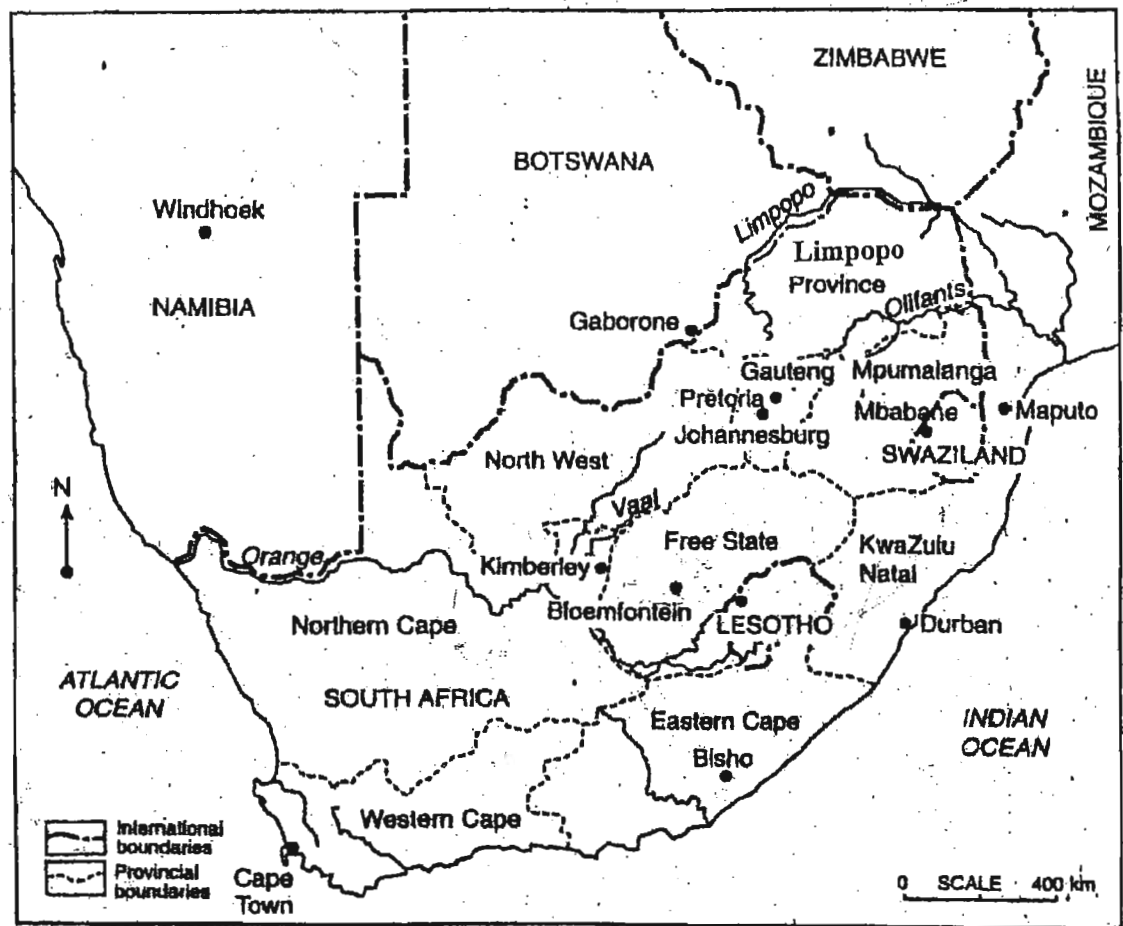 ZIMBABWE
MOZAMBIQUE
BOTSWANA
Windhoek
Limpopo
Limpopo
Province
NAMIBIA
Olifants
Gaborone
Gauteng
Mpumalanga
Pretoria
Mbabane
Maputo
Johannesburg
SWAZILAND
North West
N
Vaal
Free State
Orange
KwaZulu
Natal
Kimberley
Bloemfontein
LESOTHO
Durban
Northern Cape
ATLANTIC
OCEAN
SOUTH AFRICA
Eastern Cape
INDIAN
OCEAN
Bisho
Western Cape
International
boundaries
Provincial
boundaries
Cape
Town
0 SCALE 400 km